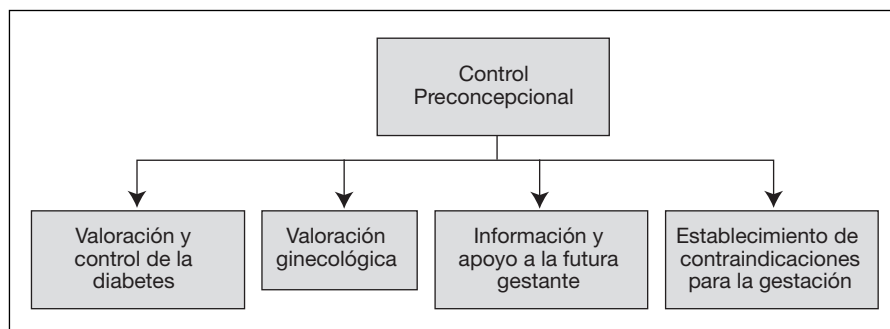 Control
Preconcepcional
Valoración y
control de la
diabetes
Valoración
ginecológica
Información y
apoyo a la futura
gestante
Establecimiento de
contraindicaciones
para la gestación